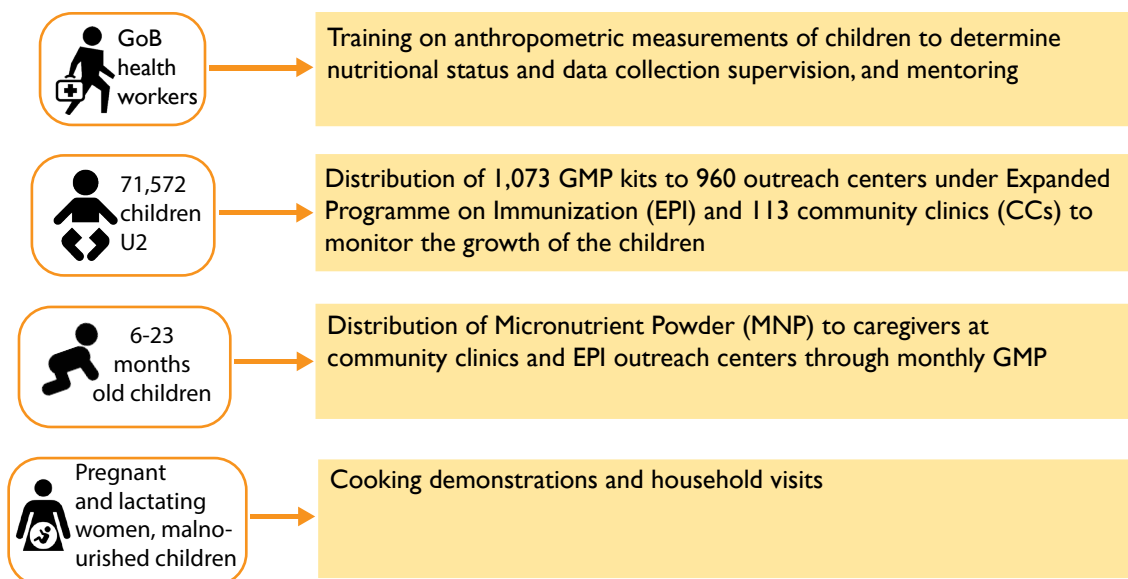 GoB
health
workers
Training on anthropometric measurements of children to determine
nutritional status and data collection supervision, and mentoring
71,572
children
U2
Distribution of 1,073 GMP kits to 960 outreach centers under Expanded
Programme on Immunization (EPI) and 113 community clinics (CCs) to
monitor the growth of the children
6-23
months
old children
Distribution of Micronutrient Powder (MNP) to caregivers at
community clinics and EPI outreach centers through monthly GMP
Pregnant
and lactating
women, malno-
urished children
Cooking demonstrations and household visits